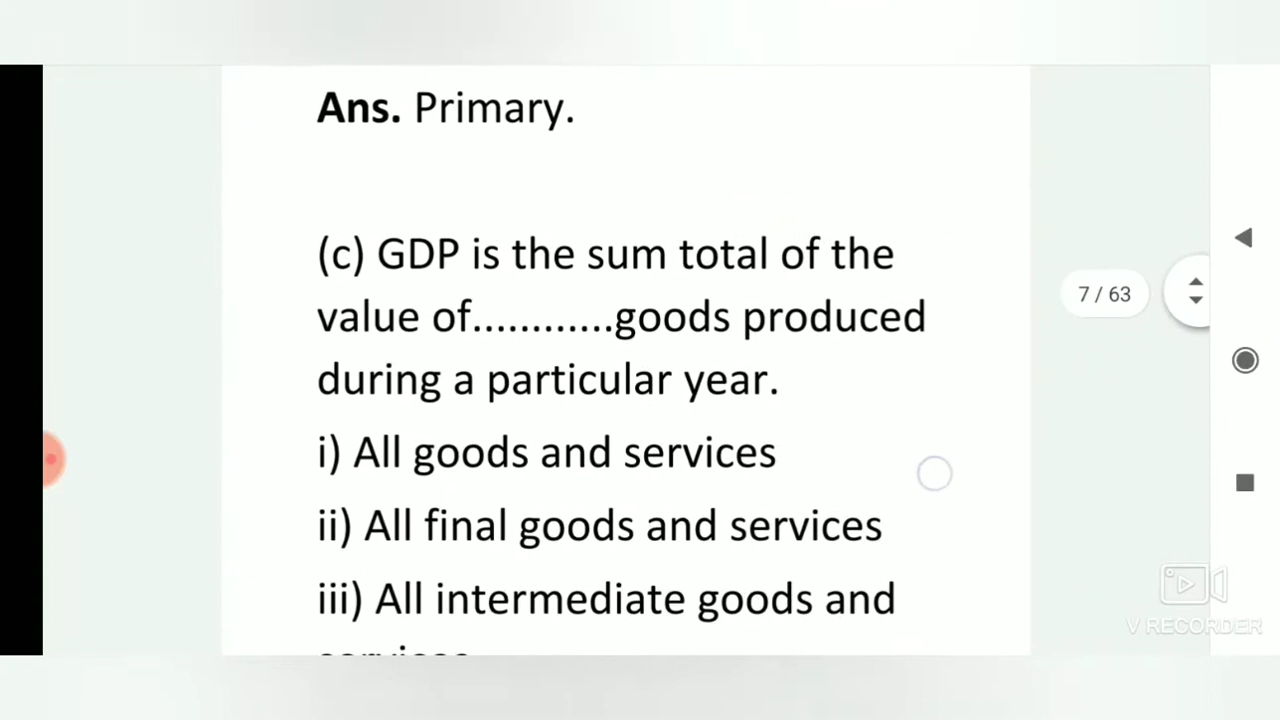 Ans. Primary.
(c) GDP is the sum total of the
value of............goods produced
during a particular year.
i) All goods and services
ii) All final goods and services
iii) All intermediate goods and
services
7 / 63
V RECORDER